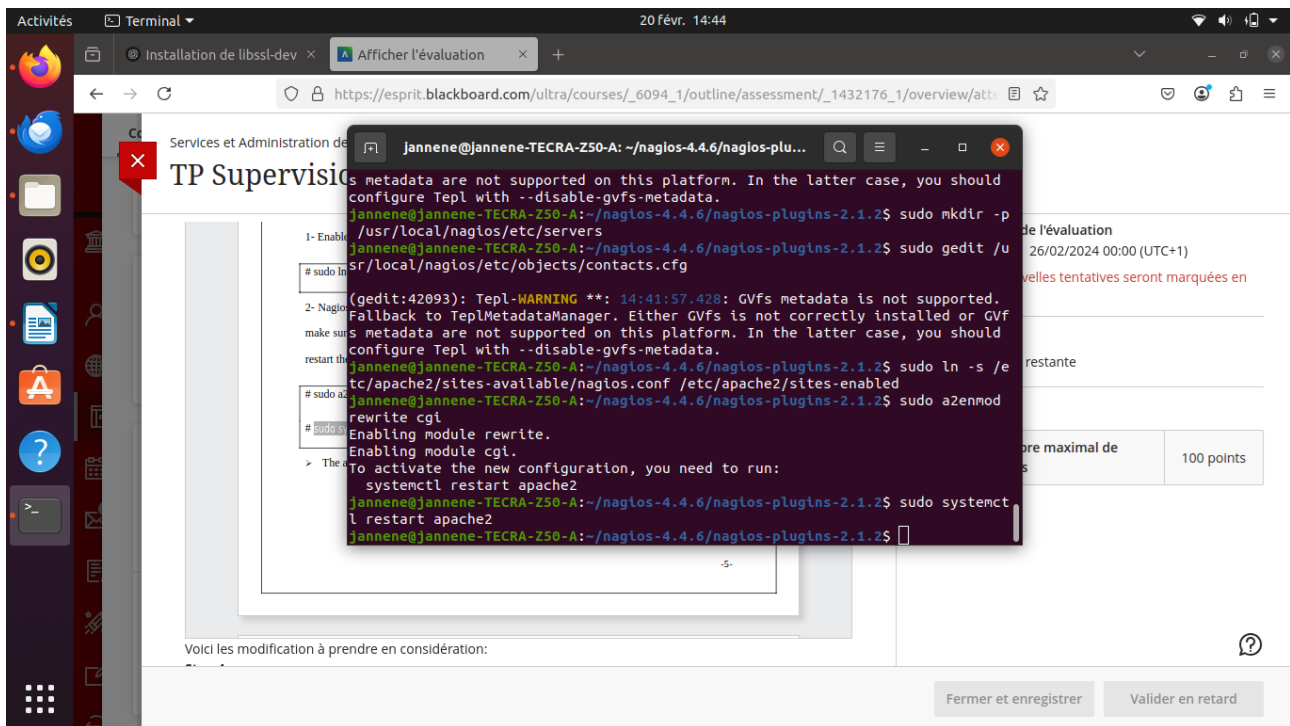 Activités
Terminal
20 févr. 14:44
Installation de libssl-dev ×
Afficher l'évaluation ×
https://esprit.blackboard.com/ultra/courses/_6094_1/outline/assessment/_1432176_1/overview/atte
Services et Administration de
TP Supervisio
1- Enable
# sudo ln
2- Nagios
make sur
restart the
# sudo a2
# sudo sy
➢ The a
-5-
Voici les modification à prendre en considération:
jannene@jannene-TECRA-Z50-A: ~/nagios-4.4.6/nagios-plu...
s metadata are not supported on this platform. In the latter case, you should
configure Tepl with --disable-gvfs-metadata.
jannene@jannene-TECRA-Z50-A:~/nagios-4.4.6/nagios-plugins-2.1.2$ sudo mkdir -p
/usr/local/nagios/etc/servers
jannene@jannene-TECRA-Z50-A:~/nagios-4.4.6/nagios-plugins-2.1.2$ sudo gedit /u
sr/local/nagios/etc/objects/contacts.cfg
(gedit:42093): Tepl-WARNING **: 14:41:57.428: GVfs metadata is not supported.
Fallback to TeplMetadataManager. Either GVfs is not correctly installed or GVf
s metadata are not supported on this platform. In the latter case, you should
configure Tepl with --disable-gvfs-metadata.
jannene@jannene-TECRA-Z50-A:~/nagios-4.4.6/nagios-plugins-2.1.2$ sudo ln -s /e
tc/apache2/sites-available/nagios.conf /etc/apache2/sites-enabled
jannene@jannene-TECRA-Z50-A:~/nagios-4.4.6/nagios-plugins-2.1.2$ sudo a2enmod
rewrite cgi
Enabling module rewrite.
Enabling module cgi.
To activate the new configuration, you need to run:
systemctl restart apache2
jannene@jannene-TECRA-Z50-A:~/nagios-4.4.6/nagios-plugins-2.1.2$ sudo systemct
l restart apache2
jannene@jannene-TECRA-Z50-A:~/nagios-4.4.6/nagios-plugins-2.1.2$
de l'évaluation
26/02/2024 00:00 (UTC+1)
velles tentatives seront marquées en
restante
bre maximal de
s
100 points
Fermer et enregistrer
Valider en retard